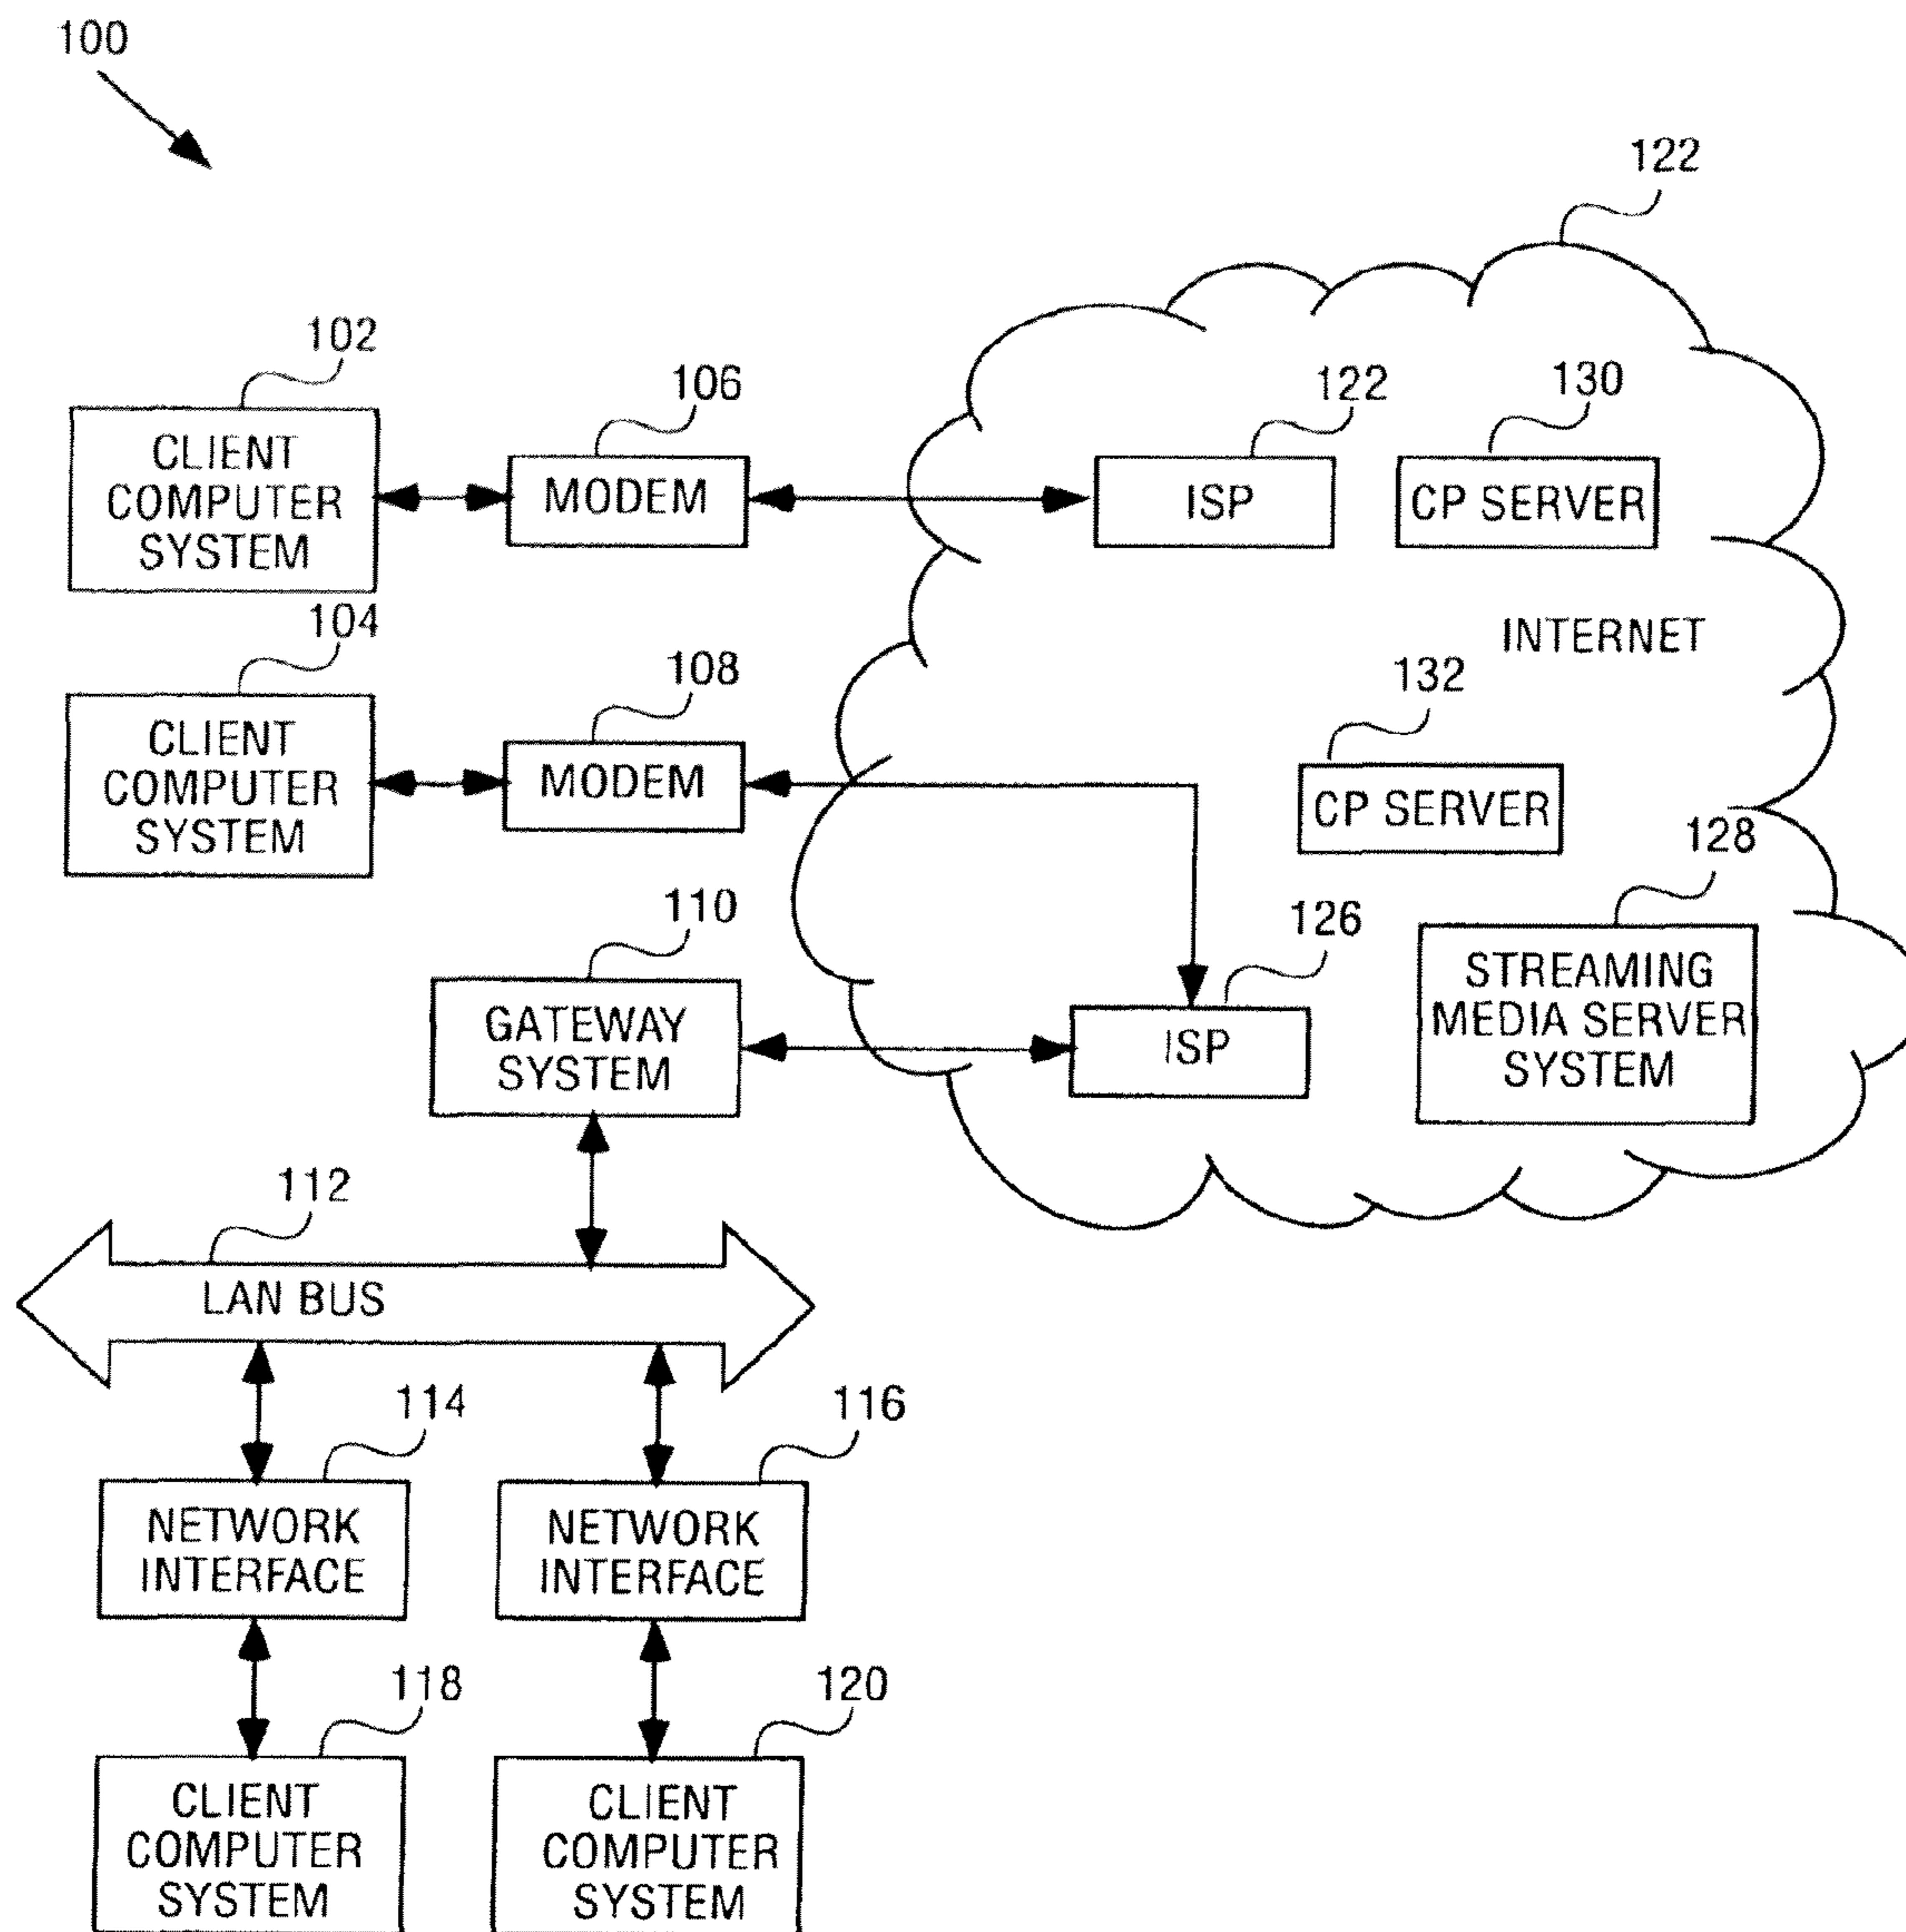 100
122
102
106
122
130
CLIENT
COMPUTER
SYSTEM
MODEM
ISP
CP SERVER
104
INTERNET
108
132
CLIENT
COMPUTER
SYSTEM
MODEM
CP SERVER
128
110
126
GATEWAY
SYSTEM
ISP
STREAMING
MEDIA SERVER
SYSTEM
112
LAN BUS
114
116
NETWORK
INTERFACE
NETWORK
INTERFACE
118
120
CLIENT
COMPUTER
SYSTEM
CLIENT
COMPUTER
SYSTEM